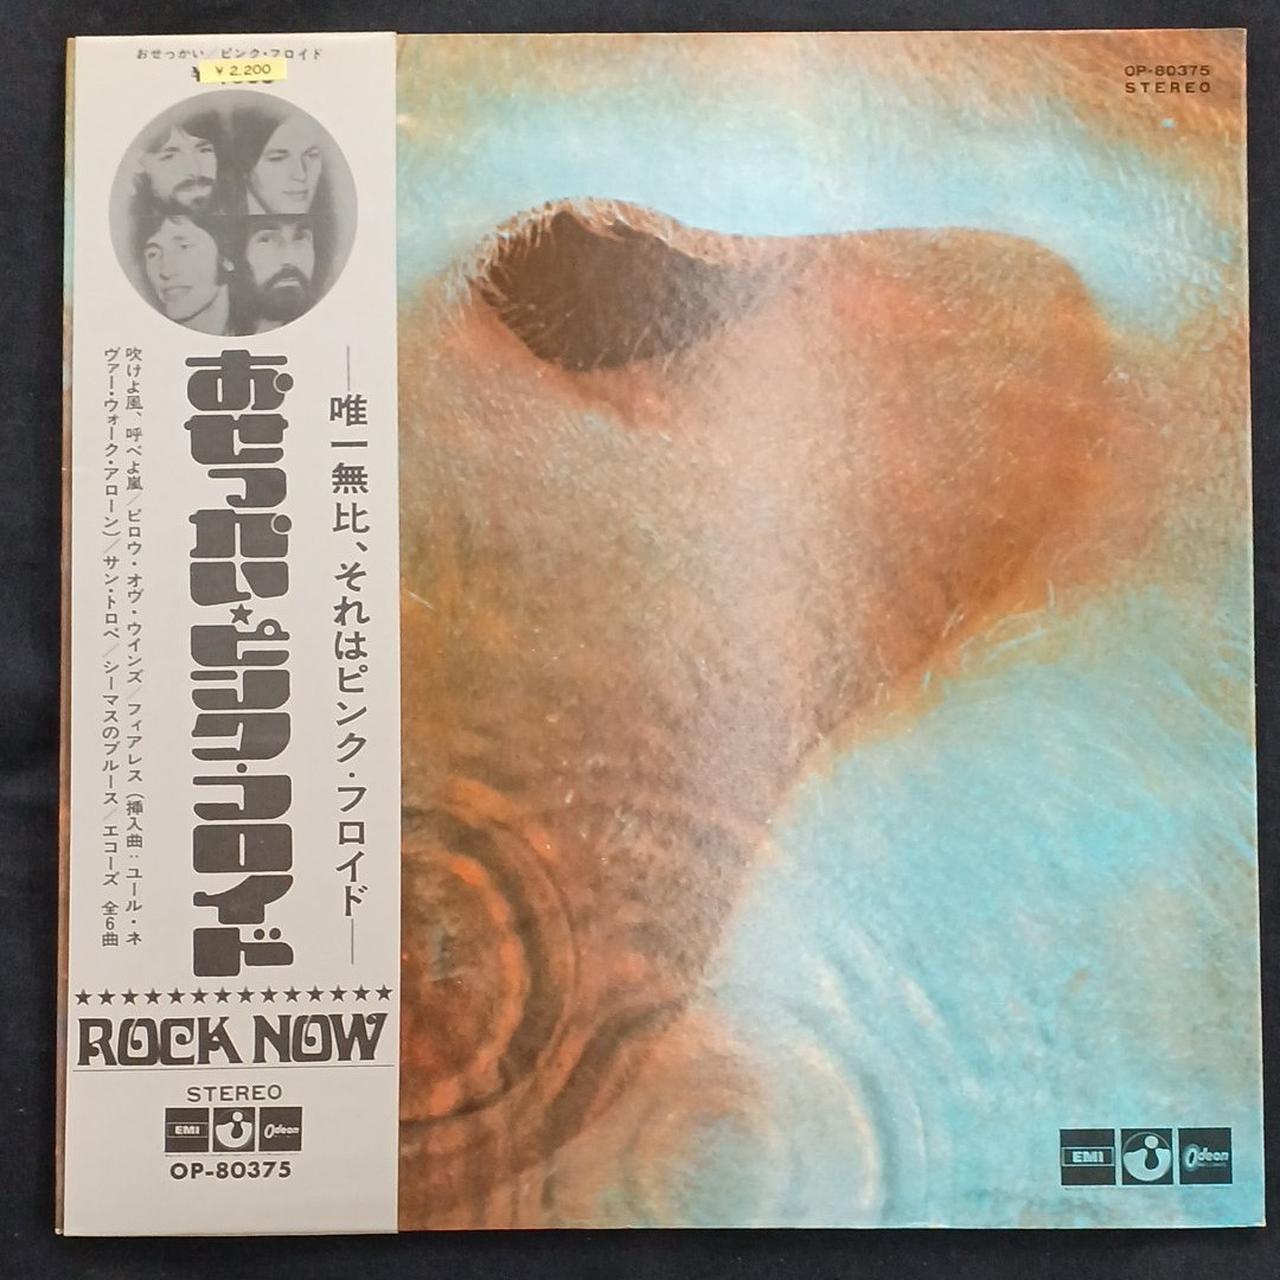 おせっかい／ピンク・フロイド
￥2,200
OP-80375
STEREO
――唯一無比、それはピンク・フロイド――
おせっかい★ピンク・フロイド
吹けよ風、呼べよ嵐／ピロウ・オヴ・ウインズ／フィアレス（挿入曲：ユール・ネ
ヴァー・ウォーク・アローン）／サン・トロペ／シーマスのブルース／エコーズ 全6曲
★★★★★★★★★★★★★★
ROCK NOW
STEREO
EMI
Odeon
OP-80375
EMI
Odeon